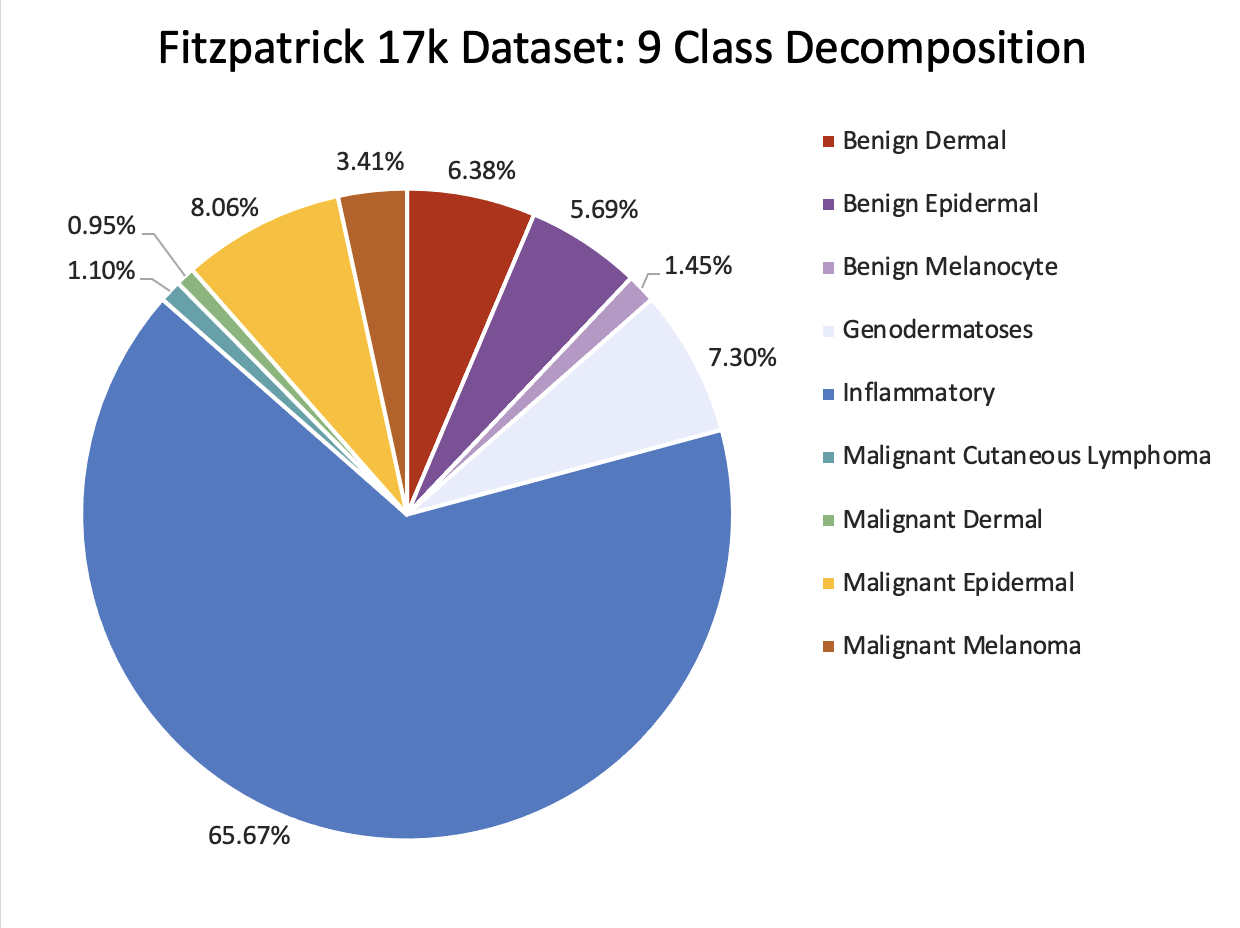 Fitzpatrick 17k Dataset: 9 Class Decomposition
3.41%
6.38%
8.06%
5.69%
0.95%
1.10%
1.45%
7.30%
65.67%
Benign Dermal
Benign Epidermal
Benign Melanocyte
Genodermatoses
Inflammatory
Malignant Cutaneous Lymphoma
Malignant Dermal
Malignant Epidermal
Malignant Melanoma